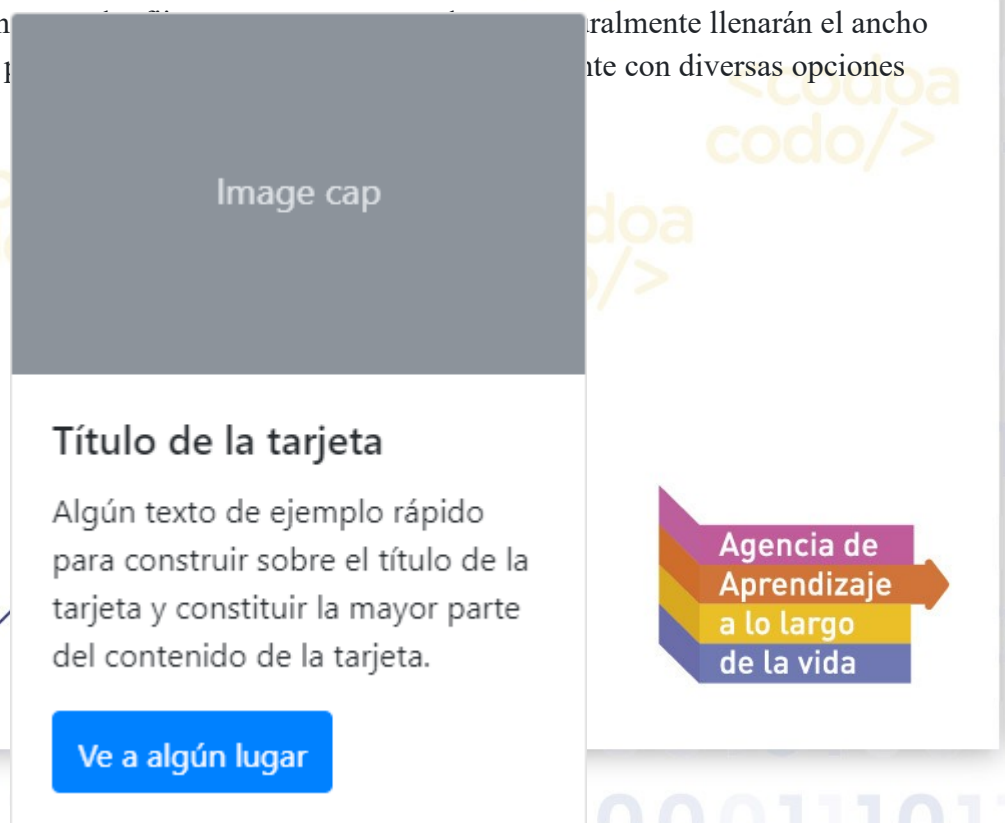 llenarán el ancho
con diversas opciones
<codoa
codo/>
Image cap
Título de la tarjeta
Algún texto de ejemplo rápido
para construir sobre el título de la
tarjeta y constituir la mayor parte
del contenido de la tarjeta.
Ve a algún lugar
Agencia de
Aprendizaje
a lo largo
de la vida